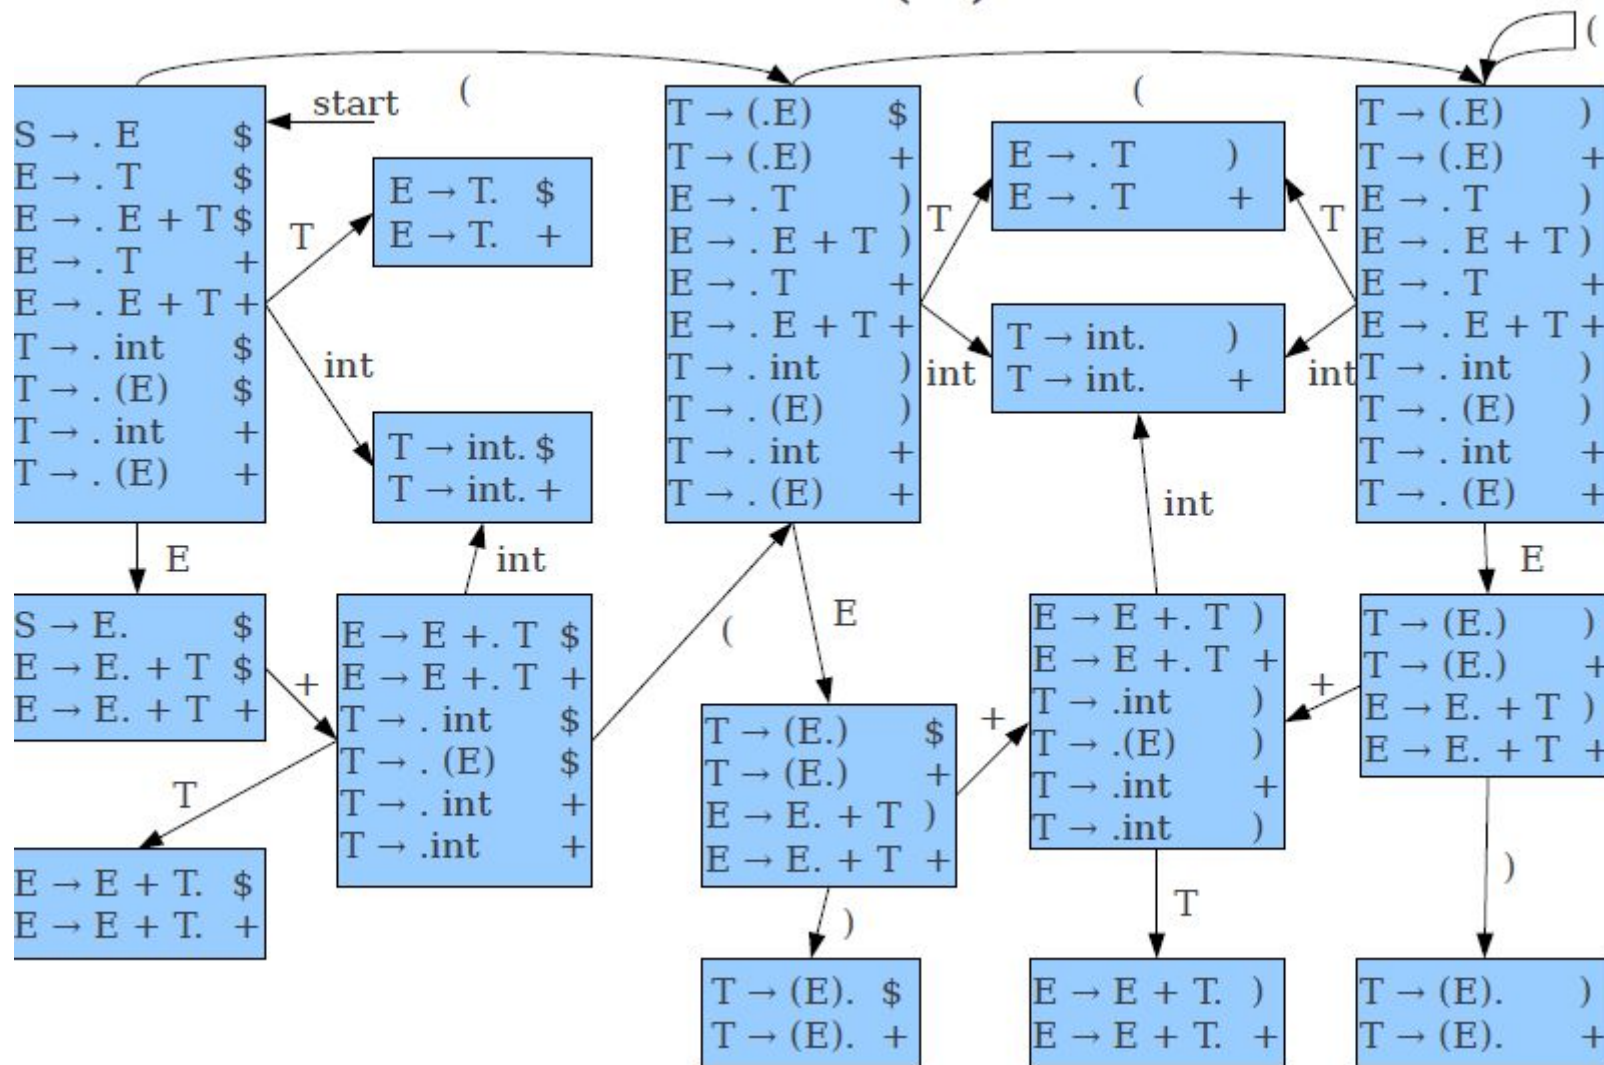 (
start
(
(
S → . E $
E → . T $
E → . E + T $
E → . T +
E → . E + T +
T → . int $
T → . (E) $
T → . int +
T → . (E) +
T
E → T. $
E → T. +
int
T → int. $
T → int. +
T → (.E) $
T → (.E) +
E → . T )
E → . E + T )
E → . T +
E → . E + T +
T → . int )
T → . (E) )
T → . int +
T → . (E) +
T
E → . T )
E → . T +
T
int
T → int. )
T → int. +
int
T → (.E) )
T → (.E) +
E → . T )
E → . E + T )
E → . T +
E → . E + T +
T → . int )
T → . (E) )
T → . int +
T → . (E) +
E
int
int
E
S → E. $
E → E. + T $
E → E. + T +
+
E → E +. T $
E → E +. T +
T → . int $
T → . (E) $
T → . int +
T → .int +
(
E
T → (E.) $
T → (E.) +
E → E. + T )
E → E. + T +
+
E → E +. T )
E → E +. T +
T → .int )
T → .(E) )
T → .int +
T → .int )
+
T → (E.) )
T → (E.) +
E → E. + T )
E → E. + T +
T
E → E + T. $
E → E + T. +
)
T
)
T → (E). $
T → (E). +
E → E + T. )
E → E + T. +
T → (E). )
T → (E). +